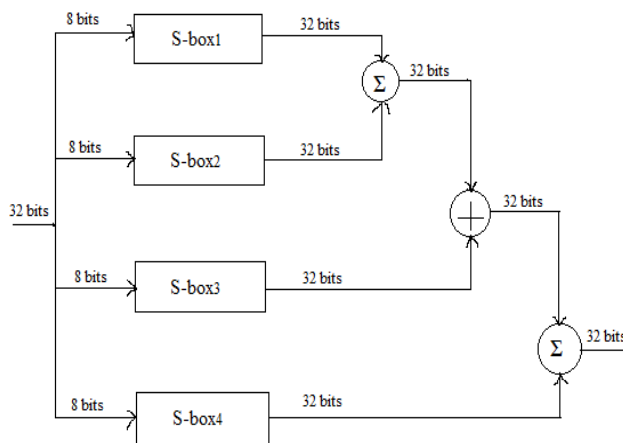 8 bits
S-box1
32 bits
Σ
32 bits
8 bits
S-box2
32 bits
32 bits
+
32 bits
8 bits
S-box3
32 bits
Σ
32 bits
8 bits
S-box4
32 bits